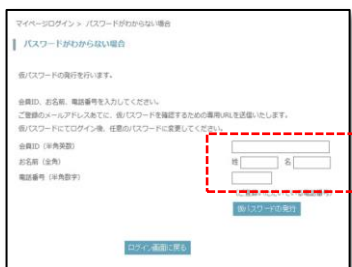 マイページログイン > パスワードがわからない場合
パスワードがわからない場合
仮パスワードの発行を行います。
会員ID、お名前、電話番号を入力してください。
ご登録のメールアドレスあてに、仮パスワードを確認するための専用URLを送信いたします。
仮パスワードにてログイン後、任意のパスワードに変更してください。
会員ID（半角英数）
お名前（全角） 姓 名
電話番号（半角数字）
仮パスワードの発行
ログイン画面に戻る